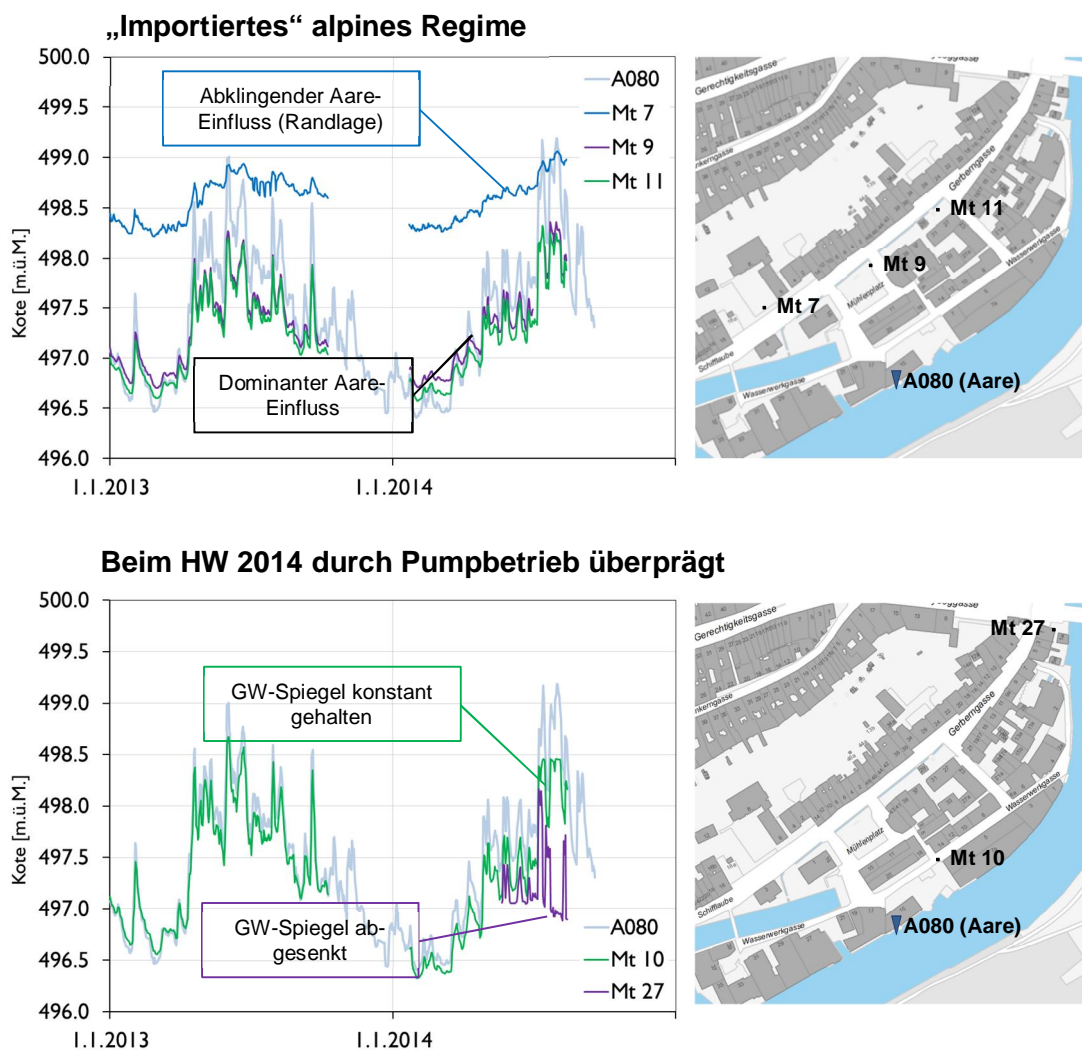 „Importiertes“ alpines Regime
500.0
499.5
499.0
498.5
498.0
497.5
497.0
496.5
496.0
Kote [m.ü.M.]
1.1.2013
1.1.2014
Abklingender Aare-
Einfluss (Randlage)
Dominanter Aare-
Einfluss
A080
Mt 7
Mt 9
Mt 11
Gerechtigkeitsgasse
Gerberngasse
Mt 11
Wasserwerkgasse
Mt 9
Mühlenplatz
Mt 7
Schifflaube
A080 (Aare)
Wasserwerkgasse
Beim HW 2014 durch Pumpbetrieb überprägt
500.0
499.5
499.0
498.5
498.0
497.5
497.0
496.5
496.0
Kote [m.ü.M.]
1.1.2013
1.1.2014
GW-Spiegel konstant
gehalten
GW-Spiegel ab-
gesenkt
A080
Mt 10
Mt 27
Mt 27
Gerechtigkeitsgasse
Gerberngasse
Wasserwerkgasse
Mühlenplatz
Mt 10
Schifflaube
A080 (Aare)
Wasserwerkgasse